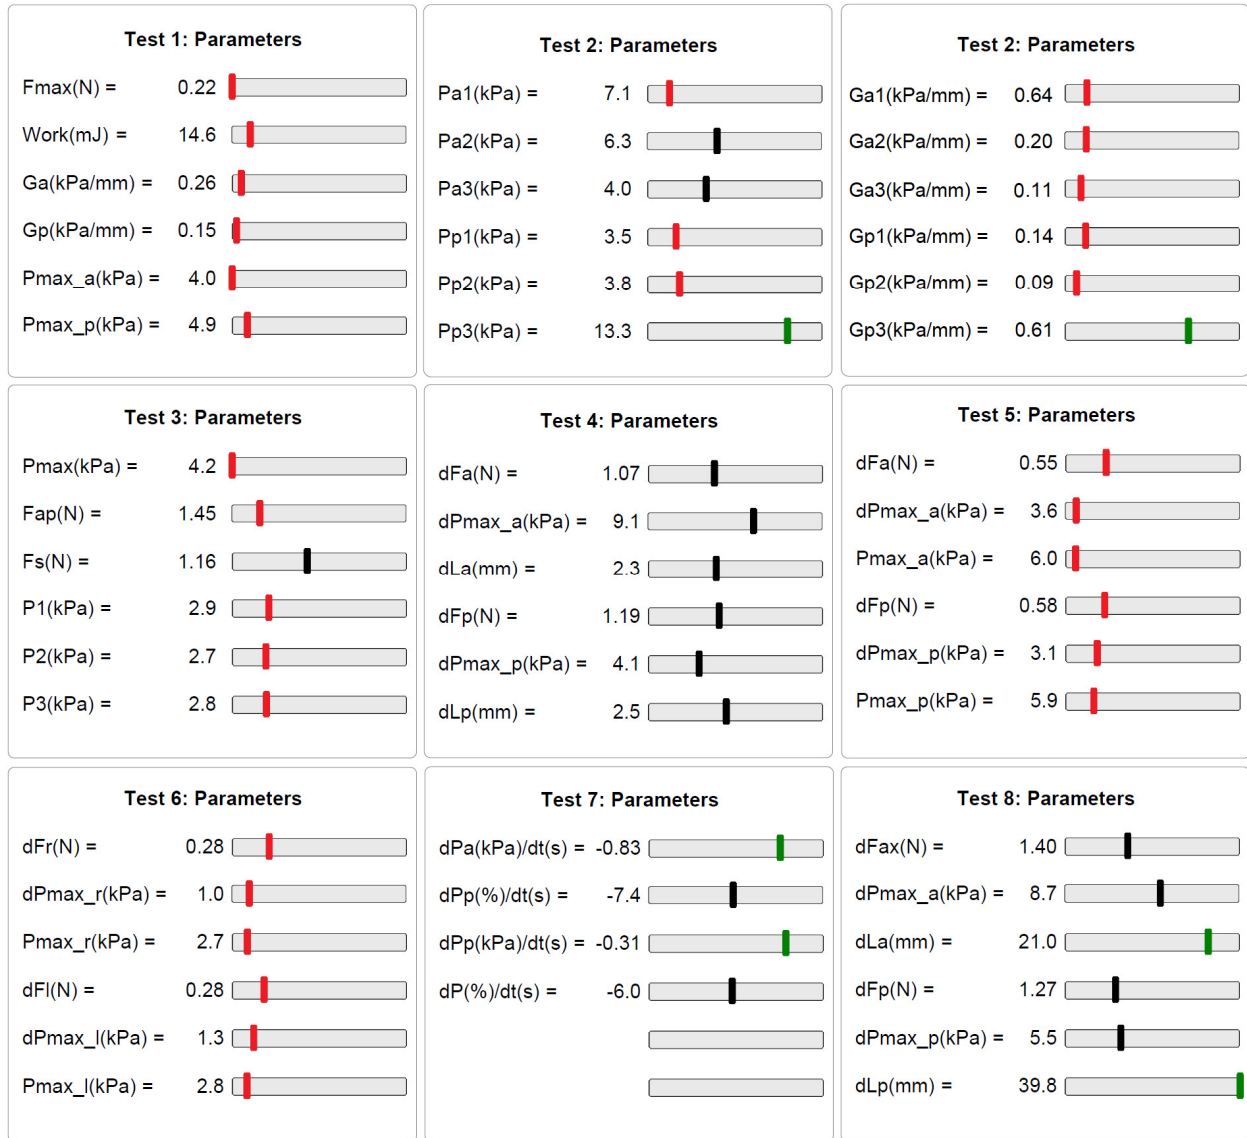 Test 1: Parameters
Fmax(N) = 0.22
Work(mJ) = 14.6
Ga(kPa/mm) = 0.26
Gp(kPa/mm) = 0.15
Pmax_a(kPa) = 4.0
Pmax_p(kPa) = 4.9
Test 2: Parameters
Pa1(kPa) = 7.1
Pa2(kPa) = 6.3
Pa3(kPa) = 4.0
Pp1(kPa) = 3.5
Pp2(kPa) = 3.8
Pp3(kPa) = 13.3
Test 2: Parameters
Ga1(kPa/mm) = 0.64
Ga2(kPa/mm) = 0.20
Ga3(kPa/mm) = 0.11
Gp1(kPa/mm) = 0.14
Gp2(kPa/mm) = 0.09
Gp3(kPa/mm) = 0.61
Test 3: Parameters
Pmax(kPa) = 4.2
Fap(N) = 1.45
Fs(N) = 1.16
P1(kPa) = 2.9
P2(kPa) = 2.7
P3(kPa) = 2.8
Test 4: Parameters
dFa(N) = 1.07
dPmax_a(kPa) = 9.1
dLa(mm) = 2.3
dFp(N) = 1.19
dPmax_p(kPa) = 4.1
dLp(mm) = 2.5
Test 5: Parameters
dFa(N) = 0.55
dPmax_a(kPa) = 3.6
Pmax_a(kPa) = 6.0
dFp(N) = 0.58
dPmax_p(kPa) = 3.1
Pmax_p(kPa) = 5.9
Test 6: Parameters
dFr(N) = 0.28
dPmax_r(kPa) = 1.0
Pmax_r(kPa) = 2.7
dFl(N) = 0.28
dPmax_l(kPa) = 1.3
Pmax_l(kPa) = 2.8
Test 7: Parameters
dPa(kPa)/dt(s) = -0.83
dPp(%)/dt(s) = -7.4
dPp(kPa)/dt(s) = -0.31
dP(%)/dt(s) = -6.0
Test 8: Parameters
dFax(N) = 1.40
dPmax_a(kPa) = 8.7
dLa(mm) = 21.0
dFp(N) = 1.27
dPmax_p(kPa) = 5.5
dLp(mm) = 39.8